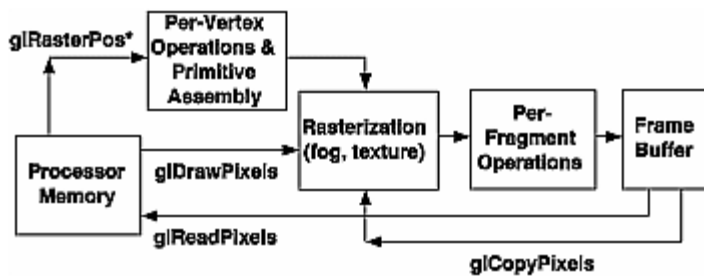 glRasterPos*
Per-Vertex
Operations &
Primitive
Assembly
Processor
Memory
glDrawPixels
Rasterization
(fog, texture)
Per-
Fragment
Operations
Frame
Buffer
glReadPixels
glCopyPixels